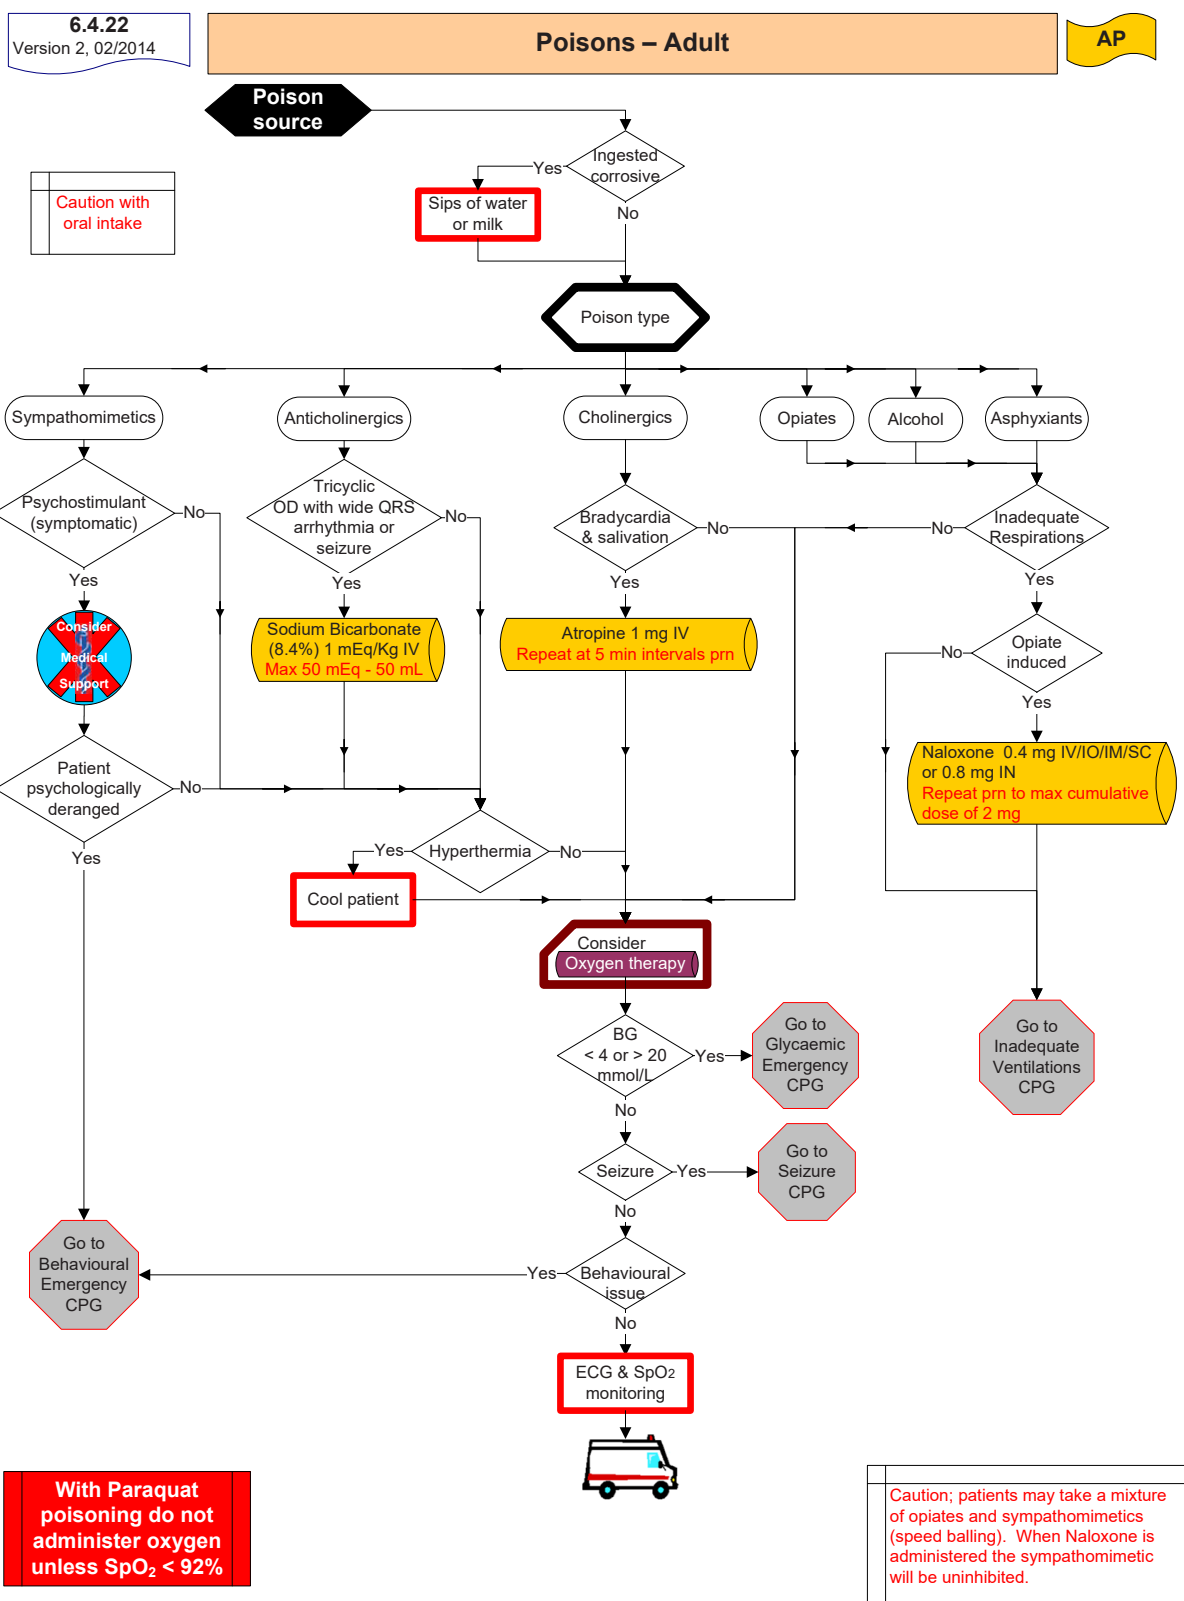 6.4.22
Version 2, 02/2014
Poisons – Adult
AP
Poison
source
Ingested
corrosive
Yes
No
Caution with
oral intake
Sips of water
or milk
Poison type
Sympathomimetics
Anticholinergics
Cholinergics
Opiates
Alcohol
Asphyxiants
Psychostimulant
(symptomatic)
No
Yes
Tricyclic
OD with wide QRS
arrhythmia or
seizure
No
Yes
Bradycardia
& salivation
No
Yes
Inadequate
Respirations
No
Yes
Consider
Medical
Support
Sodium Bicarbonate
(8.4%) 1 mEq/Kg IV
Max 50 mEq - 50 mL
Atropine 1 mg IV
Repeat at 5 min intervals prn
Opiate
induced
No
Yes
Patient
psychologically
deranged
No
Yes
Naloxone 0.4 mg IV/IO/IM/SC
or 0.8 mg IN
Repeat prn to max cumulative
dose of 2 mg
Hyperthermia
Yes
No
Cool patient
Consider
Oxygen therapy
BG
< 4 or > 20
mmol/L
Yes
No
Go to
Glycaemic
Emergency
CPG
Go to
Inadequate
Ventilations
CPG
Seizure
Yes
No
Go to
Seizure
CPG
Go to
Behavioural
Emergency
CPG
Yes
Behavioural
issue
No
ECG & SpO2
monitoring
With Paraquat
poisoning do not
administer oxygen
unless SpO2 < 92%
Caution; patients may take a mixture
of opiates and sympathomimetics
(speed balling). When Naloxone is
administered the sympathomimetic
will be uninhibited.